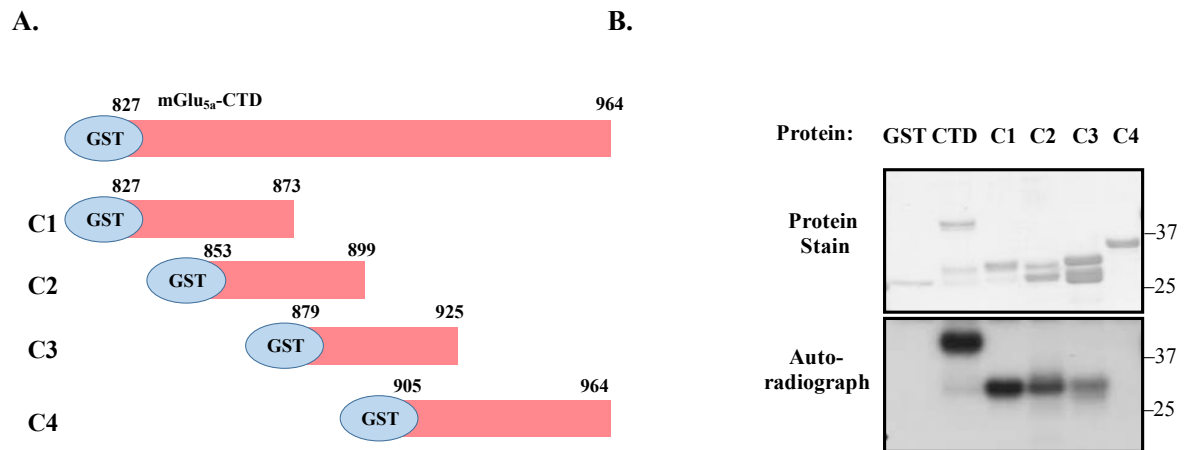 A.
827 mGlu5a-CTD 964
GST
827 873
C1 GST
853 899
C2 GST
879 925
C3 GST
905 964
C4 GST
B.
Protein: GST CTD C1 C2 C3 C4
Protein
Stain
–37
–25
Auto-
radiograph
–37
–25